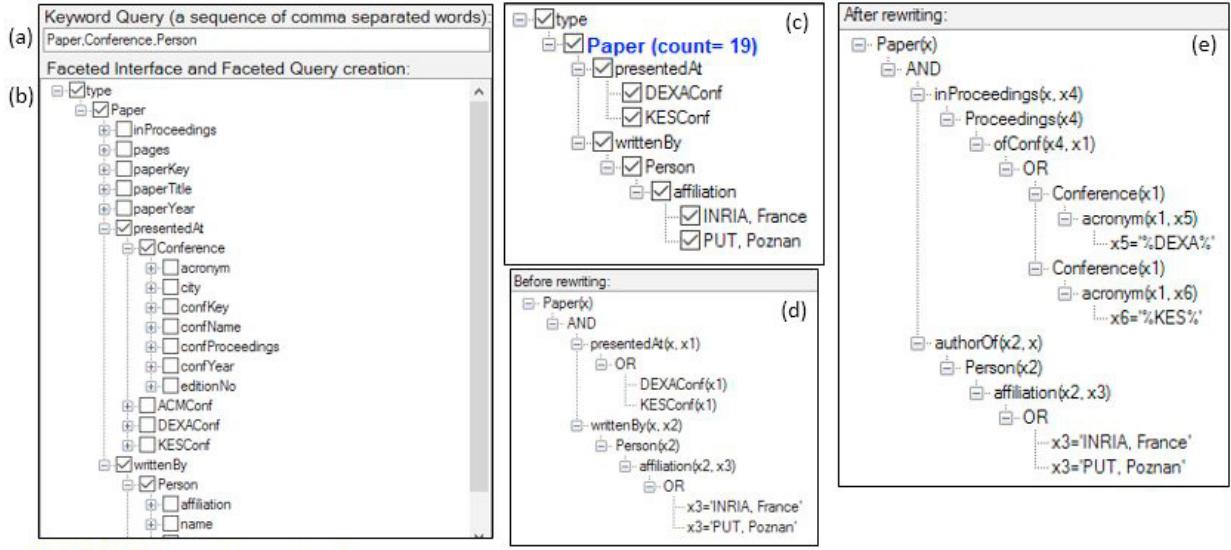 Keyword Query (a sequence of comma separated words):
(a)
Paper,Conference,Person
Faceted Interface and Faceted Query creation:
(b)
type
Paper
inProceedings
pages
paperKey
paperTitle
paperYear
presentedAt
Conference
acronym
city
confKey
confName
confProceedings
confYear
editionNo
ACMConf
DEXAConf
KESConf
writtenBy
Person
affiliation
name
(c)
type
Paper (count= 19)
presentedAt
DEXAConf
KESConf
writtenBy
Person
affiliation
INRIA, France
PUT, Poznan
Before rewriting:
(d)
Paper(x)
AND
presentedAt(x, x1)
OR
DEXAConf(x1)
KESConf(x1)
writtenBy(x, x2)
Person(x2)
affiliation(x2, x3)
OR
x3='INRIA, France'
x3='PUT, Poznan'
After rewriting:
(e)
Paper(x)
AND
inProceedings(x, x4)
Proceedings(x4)
ofConf(x4, x1)
OR
Conference(x1)
acronym(x1, x5)
x5='%DEXA%'
Conference(x1)
acronym(x1, x6)
x6='%KES%'
authorOf(x2, x)
Person(x2)
affiliation(x2, x3)
OR
x3='INRIA, France'
x3='PUT, Poznan'